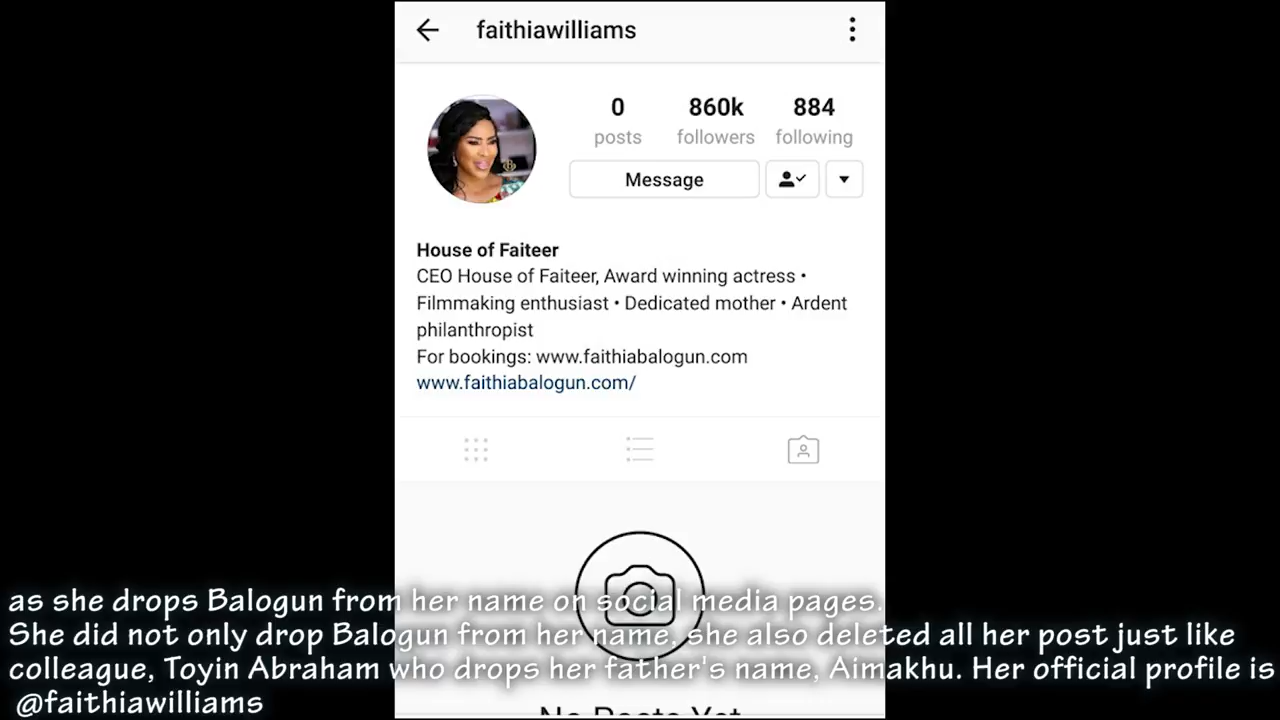 faithiawilliams
0 860k 884
posts followers following
Message
House of Faiteer
CEO House of Faiteer, Award winning actress •
Filmmaking enthusiast • Dedicated mother • Ardent
philanthropist
For bookings: www.faithiabalogun.com
www.faithiabalogun.com/
as she drops Balogun from her name on social media pages.
She did not only drop Balogun from her name. she also deleted all her post just like
colleague, Toyin Abraham who drops her father's name, Aimakhu. Her official profile is
@faithiawilliams
No Posts Yet